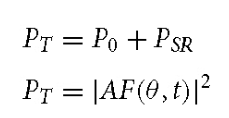 P_T = P_0 + P_{SR}
P_T = |AF(θ, t)|^2